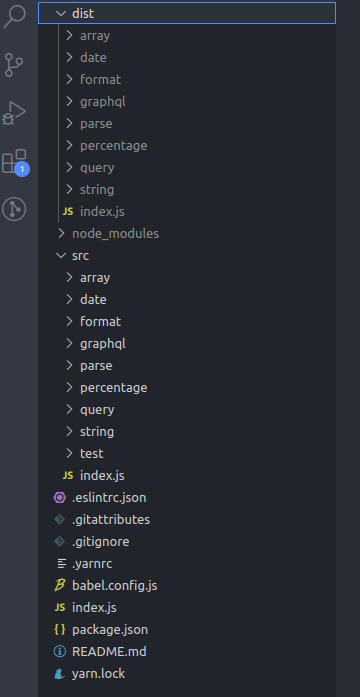 dist
array
date
format
graphql
parse
percentage
query
string
JS index.js
node_modules
src
array
date
format
graphql
parse
percentage
query
string
test
JS index.js
.eslintrc.json
.gitattributes
.gitignore
.yarnrc
babel.config.js
JS index.js
{ } package.json
README.md
yarn.lock
1